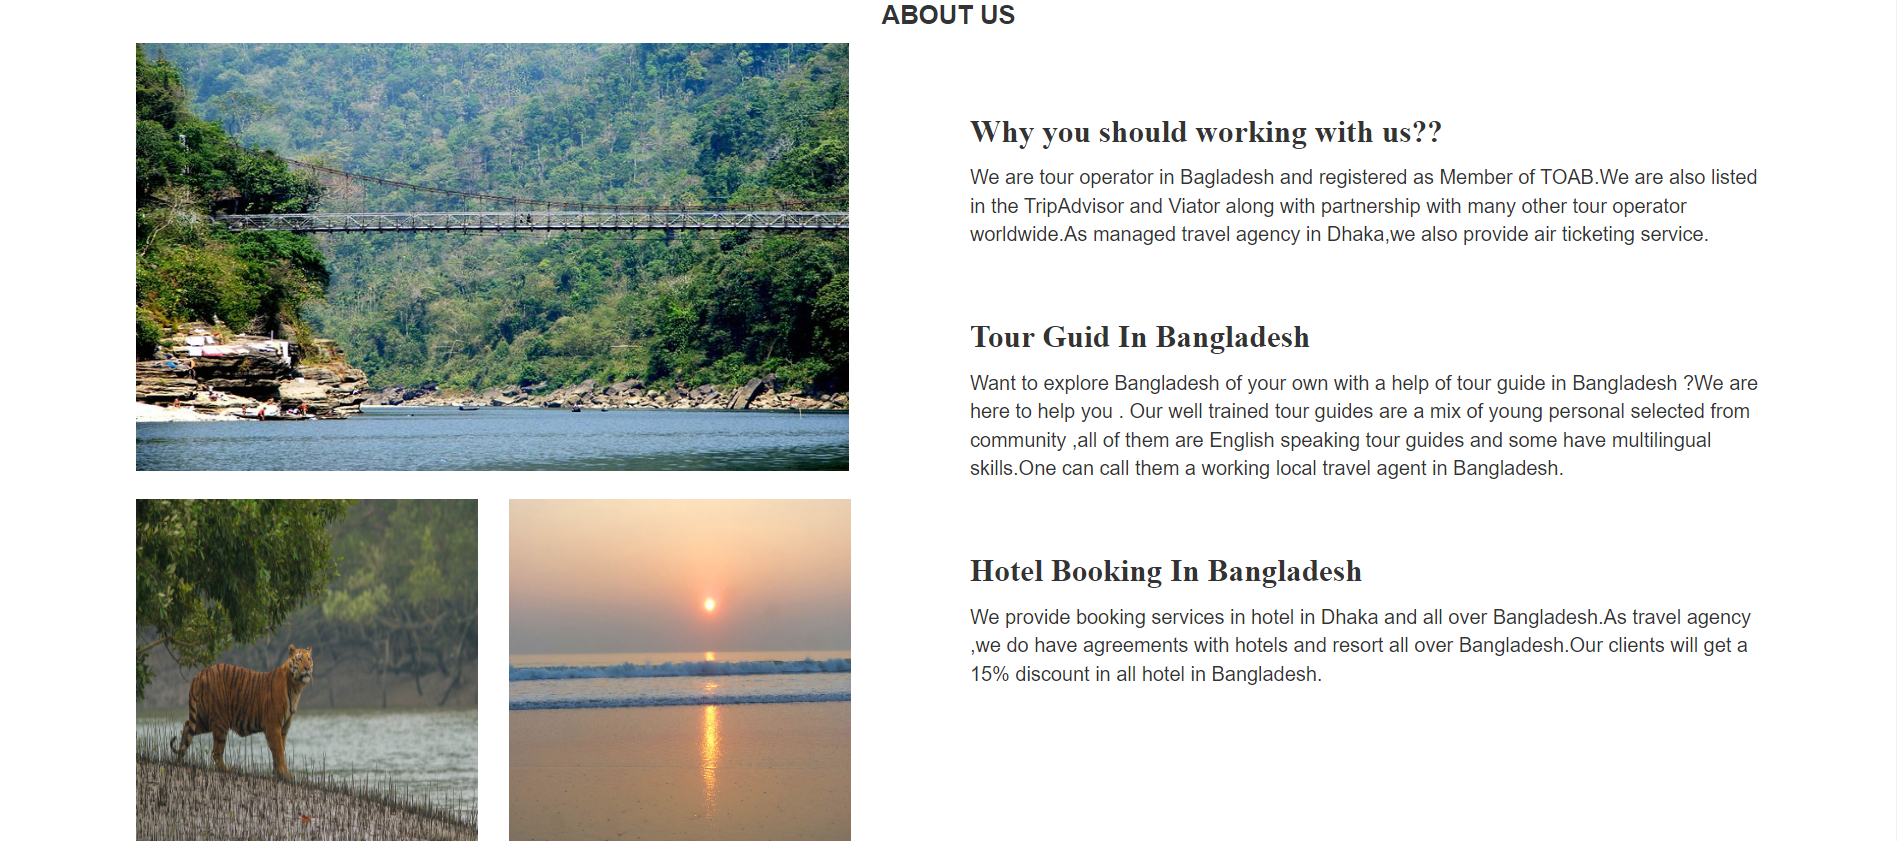 ABOUT US
Why you should working with us??
We are tour operator in Bagladesh and registered as Member of TOAB.We are also listed
in the TripAdvisor and Viator along with partnership with many other tour operator
worldwide.As managed travel agency in Dhaka,we also provide air ticketing service.
Tour Guid In Bangladesh
Want to explore Bangladesh of your own with a help of tour guide in Bangladesh ?We are
here to help you . Our well trained tour guides are a mix of young personal selected from
community ,all of them are English speaking tour guides and some have multilingual
skills.One can call them a working local travel agent in Bangladesh.
Hotel Booking In Bangladesh
We provide booking services in hotel in Dhaka and all over Bangladesh.As travel agency
,we do have agreements with hotels and resort all over Bangladesh.Our clients will get a
15% discount in all hotel in Bangladesh.